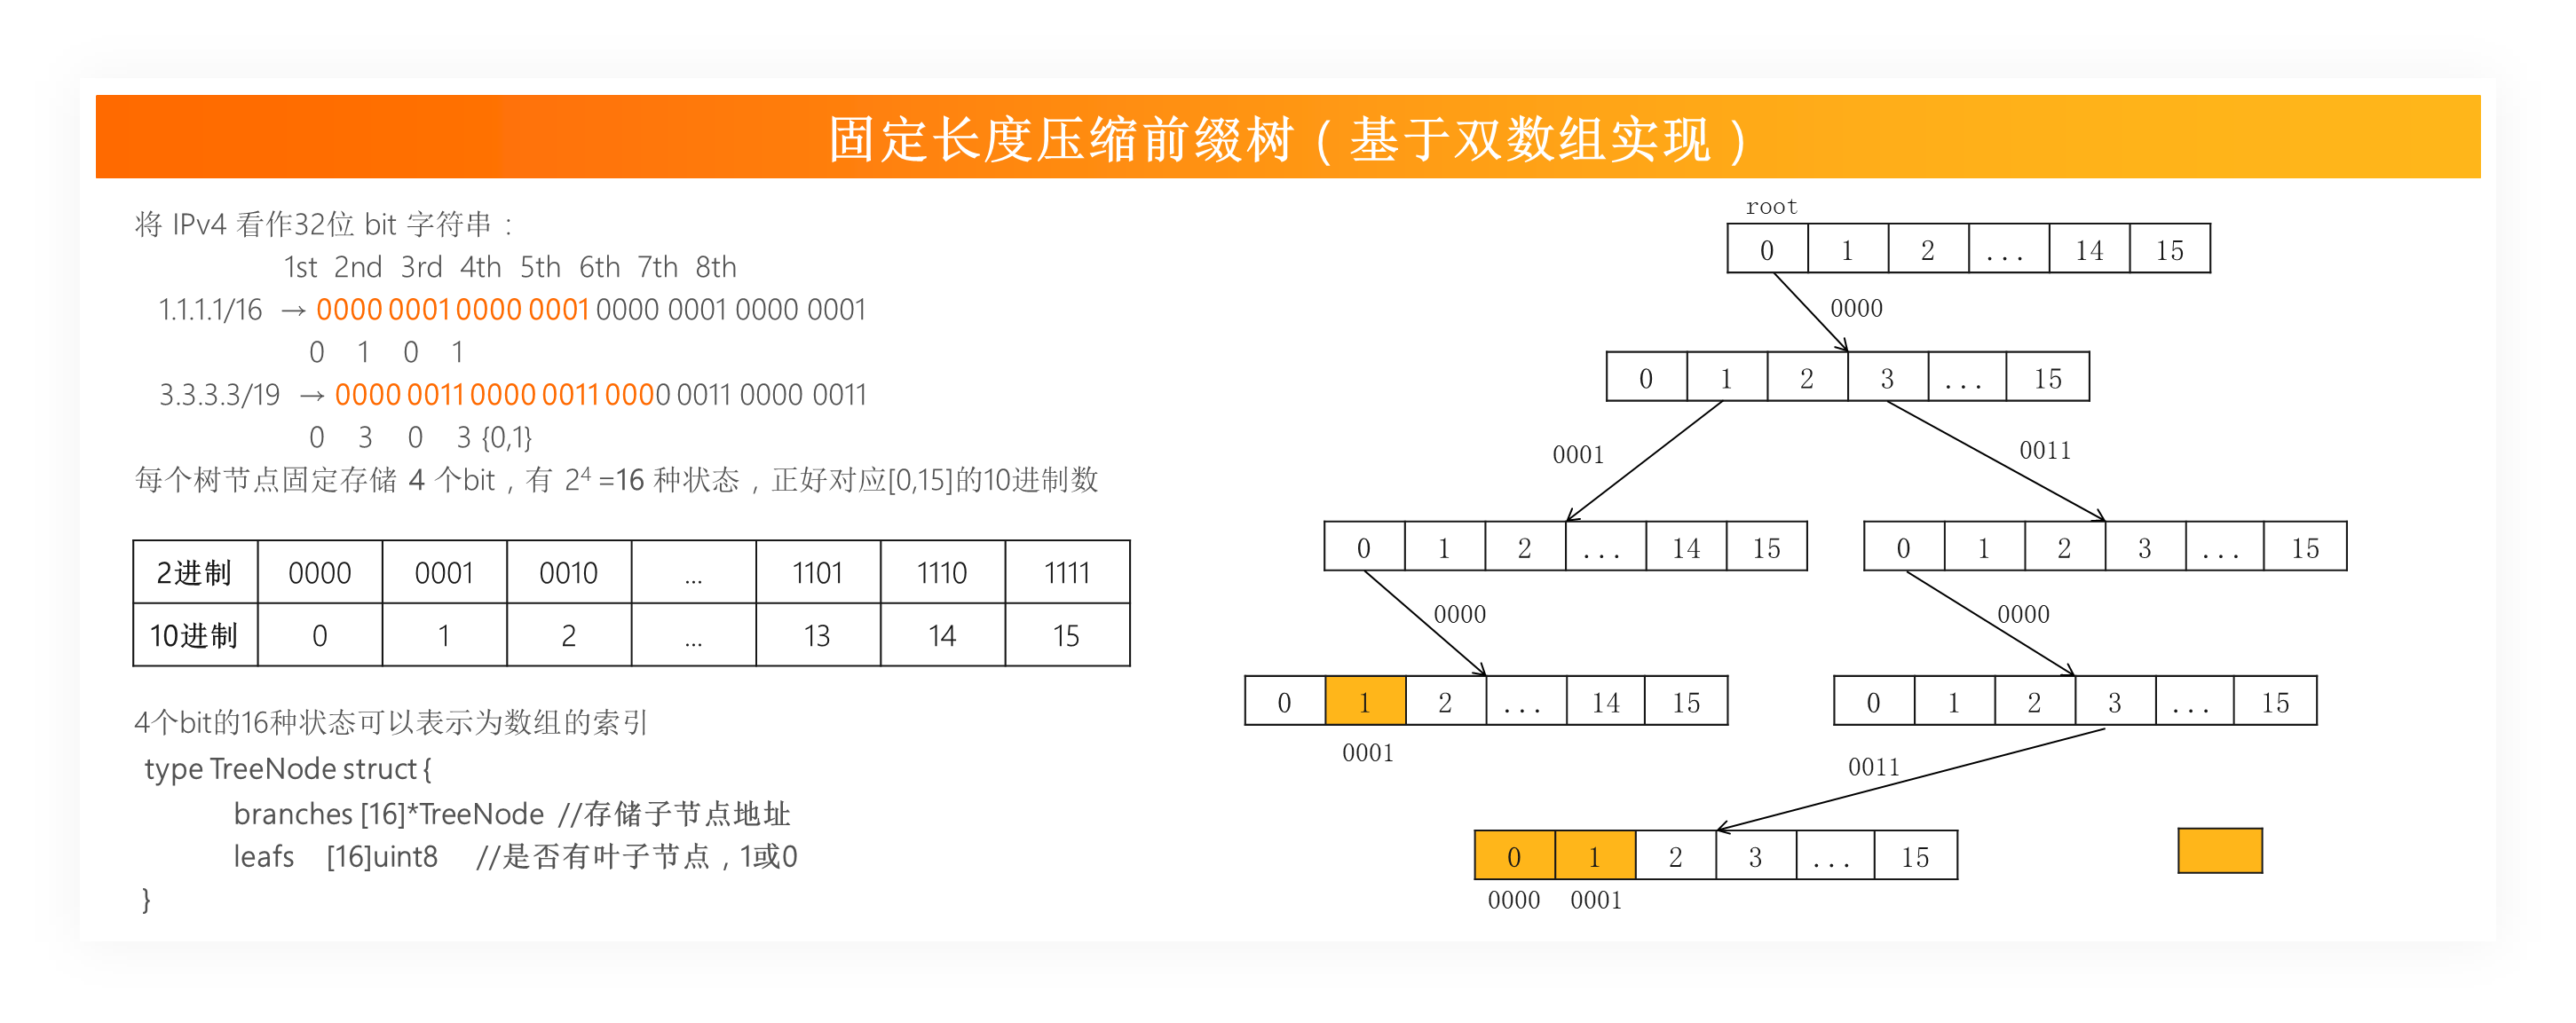 固定长度压缩前缀树（基于双数组实现）
将 IPv4 看作32位 bit 字符串：
1st 2nd 3rd 4th 5th 6th 7th 8th
1.1.1.1/16 → 0000 0001 0000 0001 0000 0001 0000 0001
0 1 0 1
3.3.3.3/19 → 0000 0011 0000 0011 0000 0011 0000 0011
0 3 0 3 {0,1}
每个树节点固定存储 4 个bit，有 2⁴ =16 种状态，正好对应[0,15]的10进制数
2进制 0000 0001 0010 ... 1101 1110 1111
10进制 0 1 2 ... 13 14 15
4个bit的16种状态可以表示为数组的索引
type TreeNode struct {
branches [16]*TreeNode //存储子节点地址
leafs [16]uint8 //是否有叶子节点，1或0
}
root
0 1 2 ... 14 15
0000
0 1 2 3 ... 15
0001 0011
0 1 2 ... 14 15
0 1 2 3 ... 15
0000 0000
0 1 2 ... 14 15
0 1 2 3 ... 15
0001
0011
0 1 2 3 ... 15
0000 0001